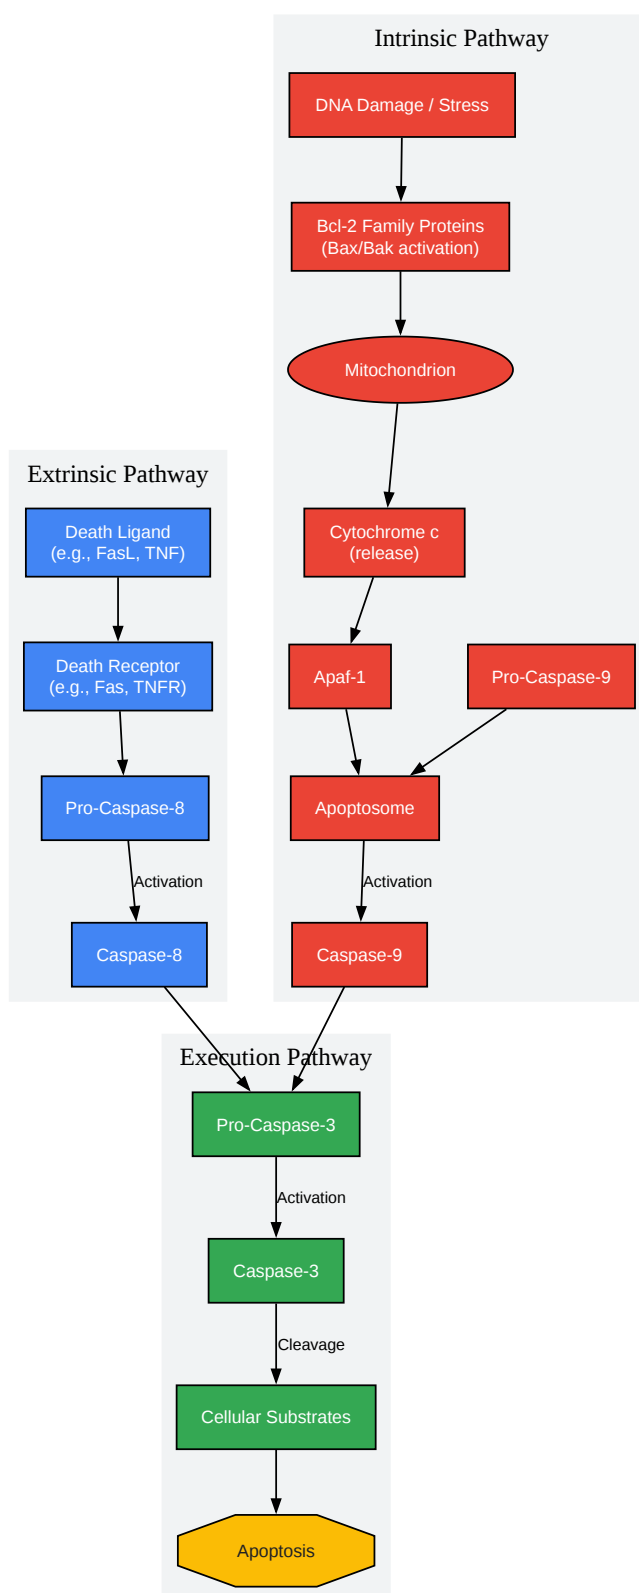 Intrinsic Pathway
DNA Damage / Stress
Bcl-2 Family Proteins
(Bax/Bak activation)
Mitochondrion
Extrinsic Pathway
Death Ligand
(e.g., FasL, TNF)
Cytochrome c
(release)
Death Receptor
(e.g., Fas, TNFR)
Apaf-1
Pro-Caspase-9
Pro-Caspase-8
Apoptosome
Activation
Activation
Caspase-8
Caspase-9
Execution Pathway
Pro-Caspase-3
Activation
Caspase-3
Cleavage
Cellular Substrates
Apoptosis